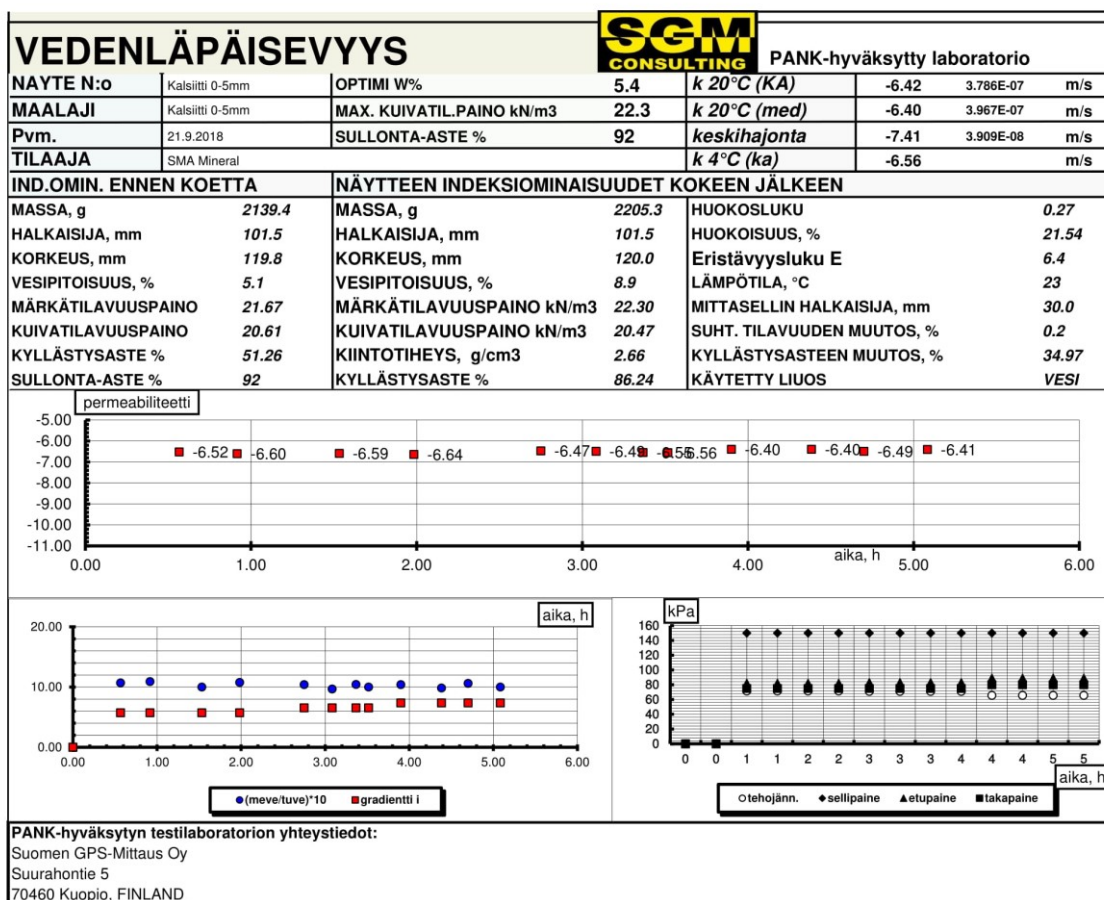 VEDENLÄPÄISEVYYS
SGM
CONSULTING
PANK-hyväksytty laboratorio
NÄYTE N:o Kalsiitti 0-5mm OPTIMI W% 5.4 k 20°C (KA) -6.42 3.786E-07 m/s
MAALAJI Kalsiitti 0-5mm MAX. KUIVATIL.PAINO kN/m3 22.3 k 20°C (med) -6.40 3.967E-07 m/s
Pvm. 21.9.2018 SULLONTA-ASTE % 92 keskihajonta -7.41 3.909E-08 m/s
TILAAJA SMA Mineral k 4°C (ka) -6.56 m/s
IND.OMIN. ENNEN KOETTA NÄYTTEEN INDEKSIOMINAISUUDET KOKEEN JÄLKEEN
MASSA, g 2139.4 MASSA, g 2205.3 HUOKOSLUKU 0.27
HALKAISIJA, mm 101.5 HALKAISIJA, mm 101.5 HUOKOISUUS, % 21.54
KORKEUS, mm 119.8 KORKEUS, mm 120.0 Eristävyysluku E 6.4
VESIPITOISUUS, % 5.1 VESIPITOISUUS, % 8.9 LÄMPÖTILA, °C 23
MÄRKÄTILAVUUSPAINO 21.67 MÄRKÄTILAVUUSPAINO kN/m3 22.30 MITTASELLIN HALKAISIJA, mm 30.0
KUIVATILAVUUSPAINO 20.61 KUIVATILAVUUSPAINO kN/m3 20.47 SUHT. TILAVUUDEN MUUTOS, % 0.2
KYLLÄSTYSASTE % 51.26 KIINTOTIHEYS, g/cm3 2.66 KYLLÄSTYSASTEEN MUUTOS, % 34.97
SULLONTA-ASTE % 92 KYLLÄSTYSASTE % 86.24 KÄYTETTY LIUOS VESI
permeabiliteetti
-5.00
-6.00
-7.00
-8.00
-9.00
-10.00
-11.00
-6.52 -6.60 -6.59 -6.64 -6.47 -6.49 -6.55 -6.56 -6.40 -6.40 -6.49 -6.41
0.00 1.00 2.00 3.00 4.00 5.00 6.00
aika, h
aika, h
20.00
10.00
0.00
0.00 1.00 2.00 3.00 4.00 5.00 6.00
(meve/tuve)*10 gradientti i
kPa
160
140
120
100
80
60
40
20
0
0 0 1 1 2 2 3 3 3 4 4 4 5 5
aika, h
tehojänn. sellipaine etupaine takapaine
PANK-hyväksytyn testilaboratorion yhteystiedot:
Suomen GPS-Mittaus Oy
Suurahontie 5
70460 Kuopio, FINLAND